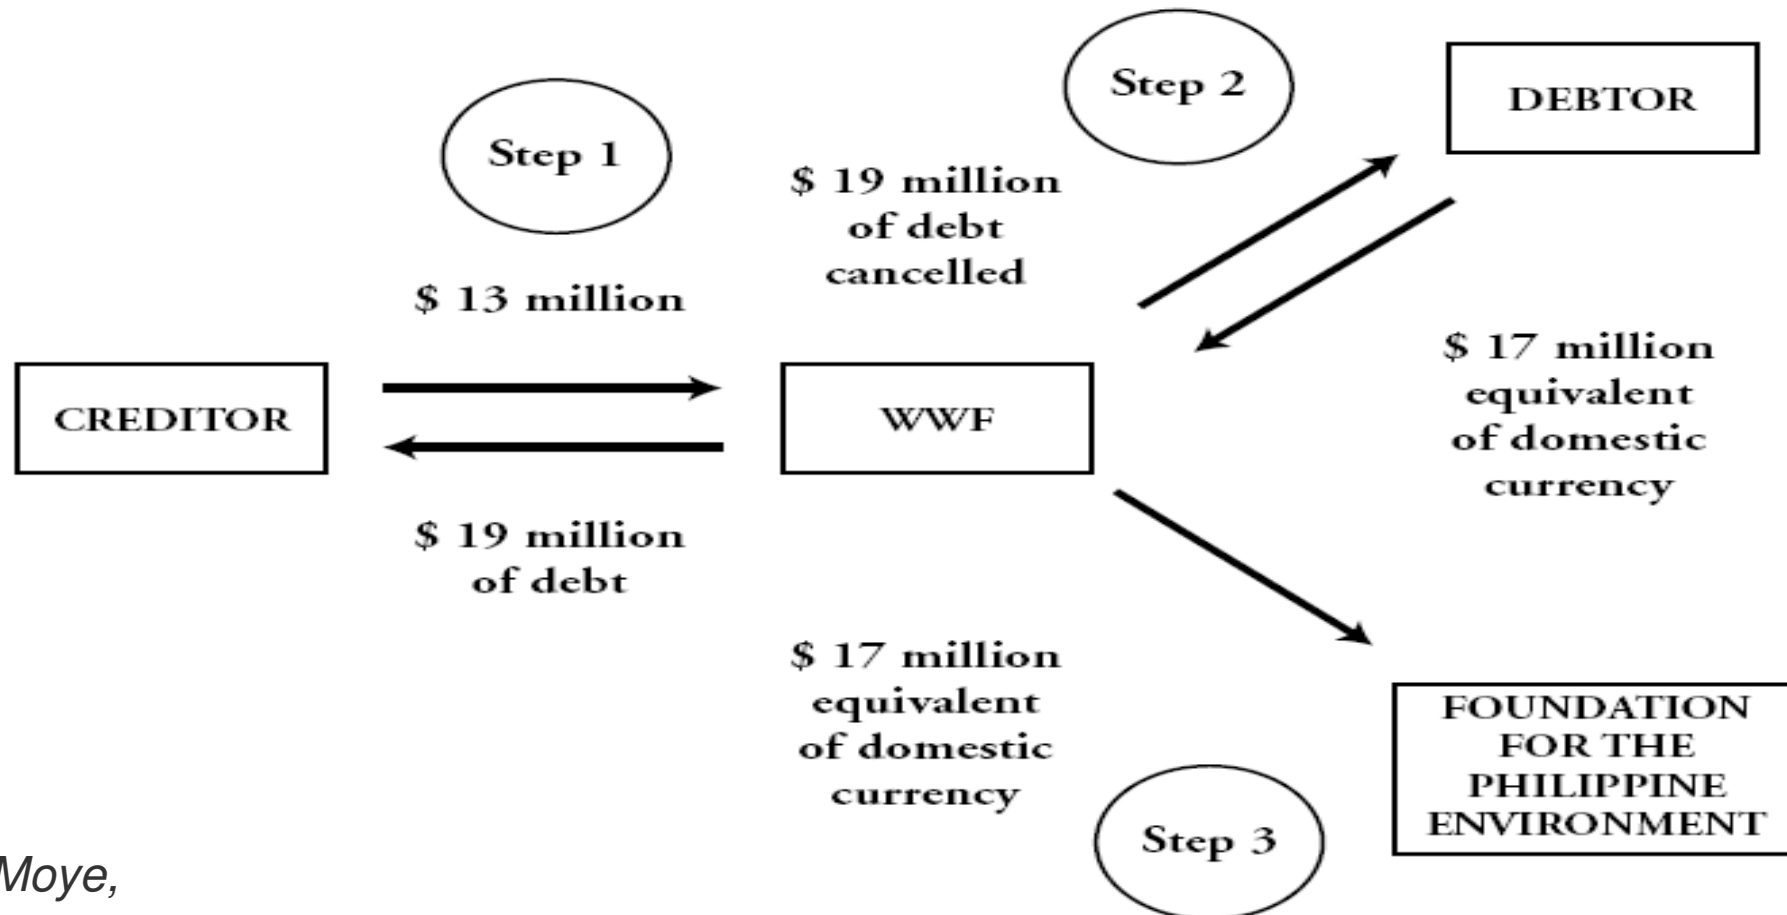 Step 1
$ 13 million
CREDITOR
$ 19 million
of debt
$ 19 million
of debt
cancelled
WWF
Step 2
DEBTOR
$ 17 million
equivalent
of domestic
currency
$ 17 million
equivalent
of domestic
currency
Step 3
FOUNDATION
FOR THE
PHILIPPINE
ENVIRONMENT
Moye,